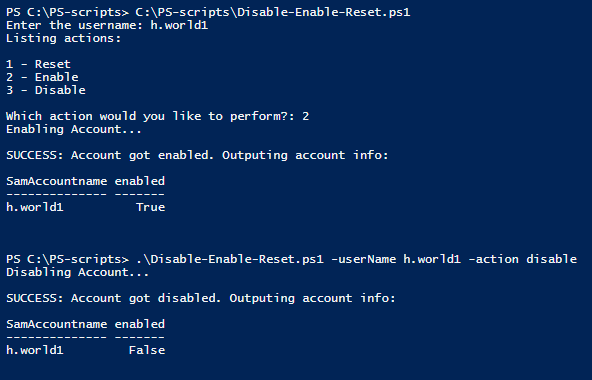 PS C:\PS-scripts> C:\PS-scripts\Disable-Enable-Reset.ps1
Enter the username: h.world1
Listing actions:
1 - Reset
2 - Enable
3 - Disable
Which action would you like to perform?: 2
Enabling Account...
SUCCESS: Account got enabled. Outputing account info:
SamAccountname enabled
-------------- -------
h.world1          True
PS C:\PS-scripts> .\Disable-Enable-Reset.ps1 -userName h.world1 -action disable
Disabling Account...
SUCCESS: Account got disabled. Outputing account info:
SamAccountname enabled
-------------- -------
h.world1         False